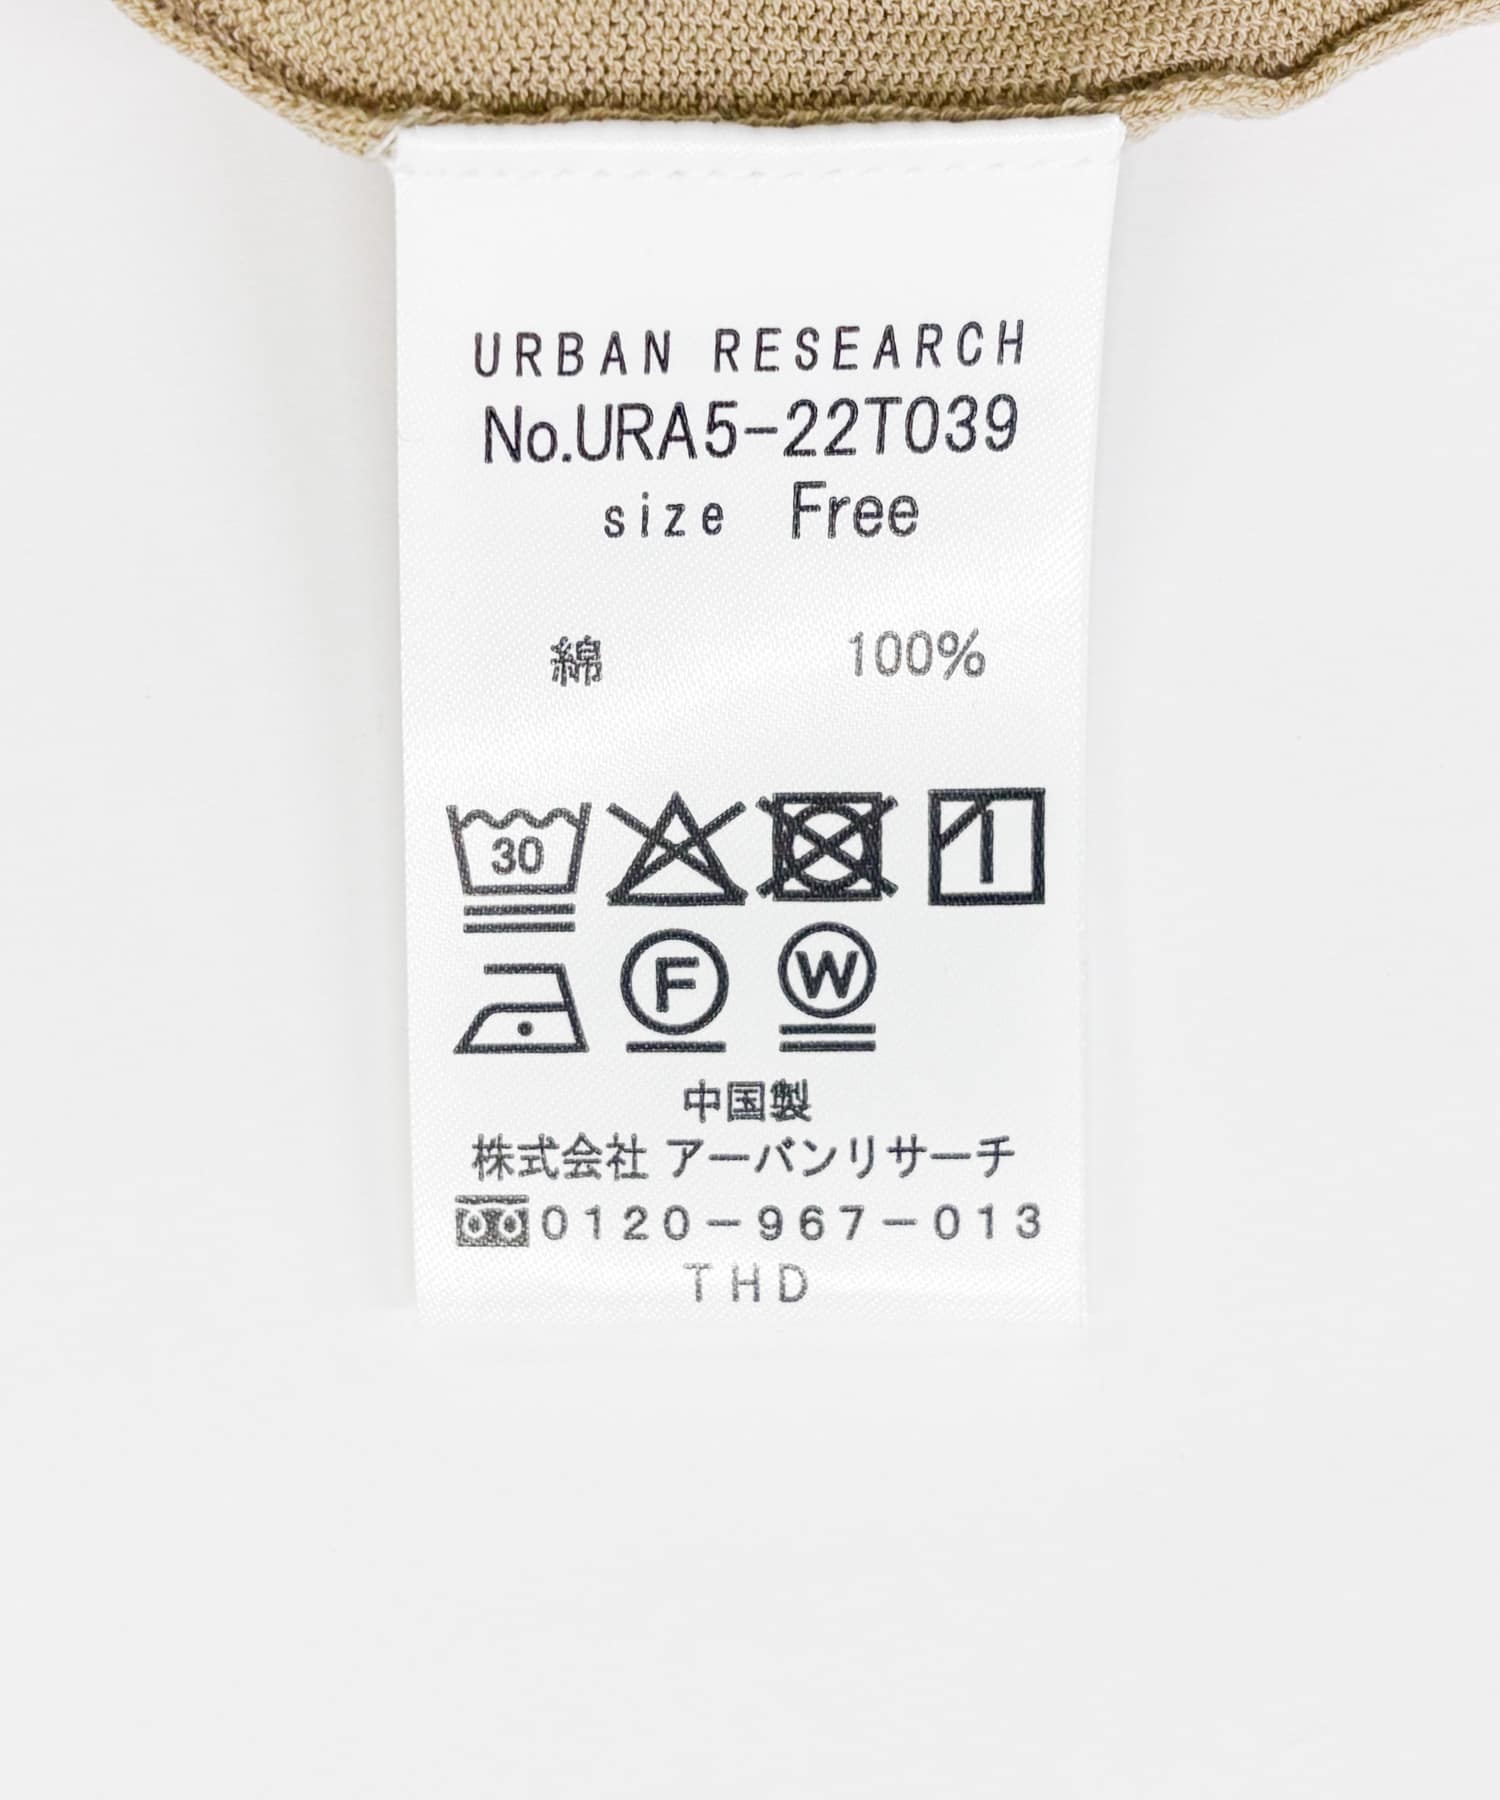 URBAN RESEARCH
No.URA5-22T039
size Free
綿 100%
30
F W
中国製
株式会社 アーバンリサーチ
0120-967-013
THD